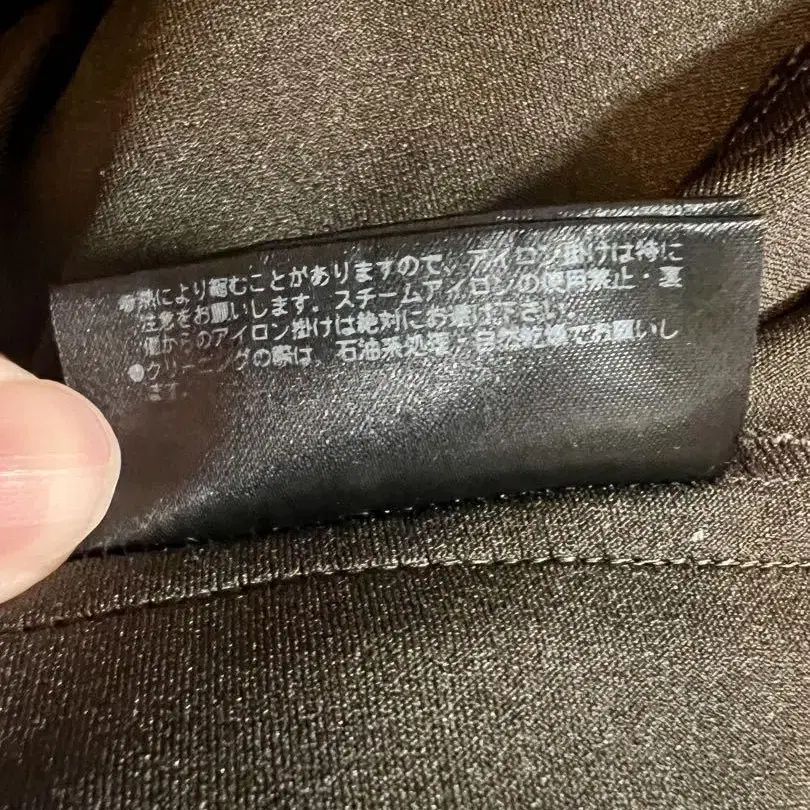 熱により縮むことがありますので、アイロン掛けは特に
注意をお願いします。スチームアイロンの使用禁止・裏
側からのアイロン掛けは絶対にお避け下さい。
●クリーニングの際は、石油系処理・自然乾燥でお願いし
ます。